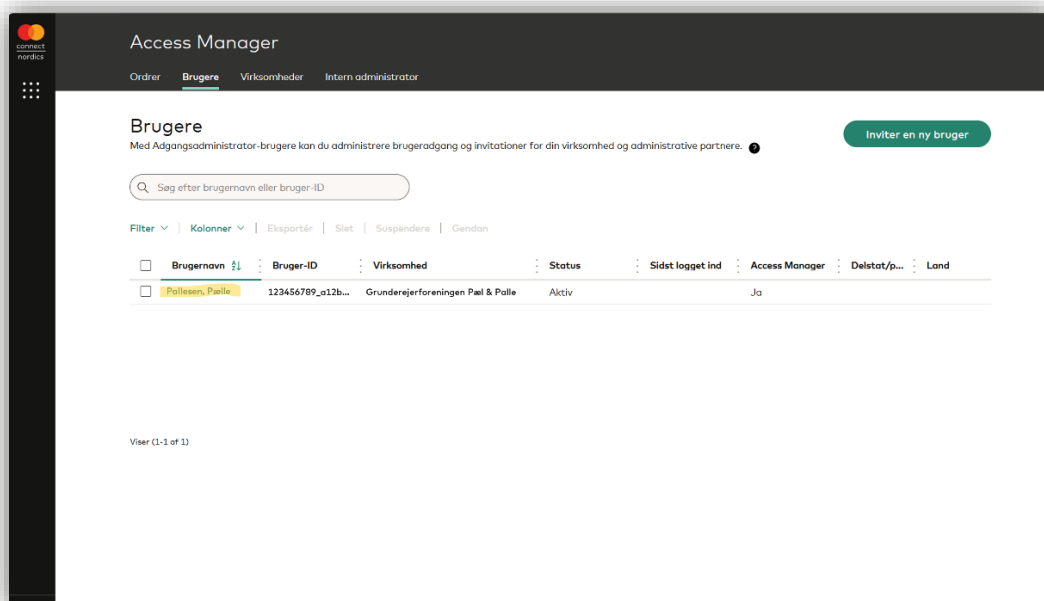 connect
nordics
Access Manager
Ordrer Brugere Virksomheder Intern administrator
Brugere
Inviter en ny bruger
Med Adgangsadministrator-brugere kan du administrere brugeradgang og invitationer for din virksomhed og administrative partnere. ?
Søg efter brugernavn eller bruger-ID
Filter | Kolonner | Eksportér | Slet | Suspendere | Gendan
Brugernavn Bruger-ID Virksomhed Status Sidst logget ind Access Manager Delstat/p... Land
Pallesen, Pælle 123456789_a12b... Grunderejerforeningen Pæl & Palle Aktiv Ja
Viser (1-1 of 1)